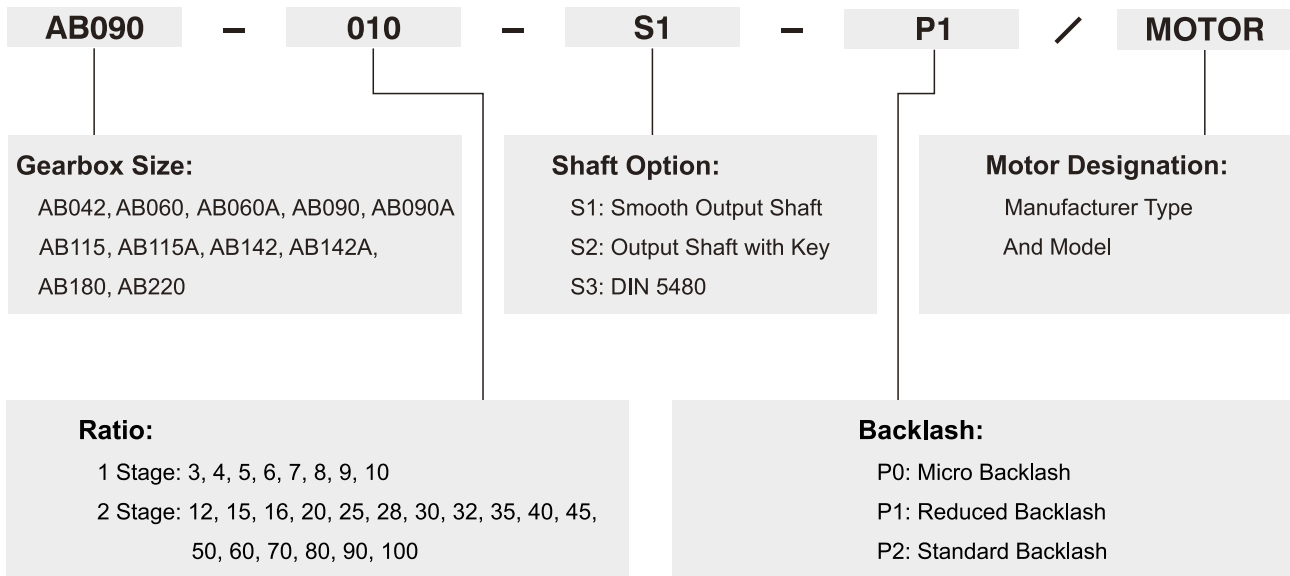 AB090 - 010 - S1 - P1 / MOTOR
Gearbox Size:
AB042, AB060, AB060A, AB090, AB090A
AB115, AB115A, AB142, AB142A,
AB180, AB220
Shaft Option:
S1: Smooth Output Shaft
S2: Output Shaft with Key
S3: DIN 5480
Motor Designation:
Manufacturer Type
And Model
Ratio:
1 Stage: 3, 4, 5, 6, 7, 8, 9, 10
2 Stage: 12, 15, 16, 20, 25, 28, 30, 32, 35, 40, 45,
50, 60, 70, 80, 90, 100
Backlash:
P0: Micro Backlash
P1: Reduced Backlash
P2: Standard Backlash